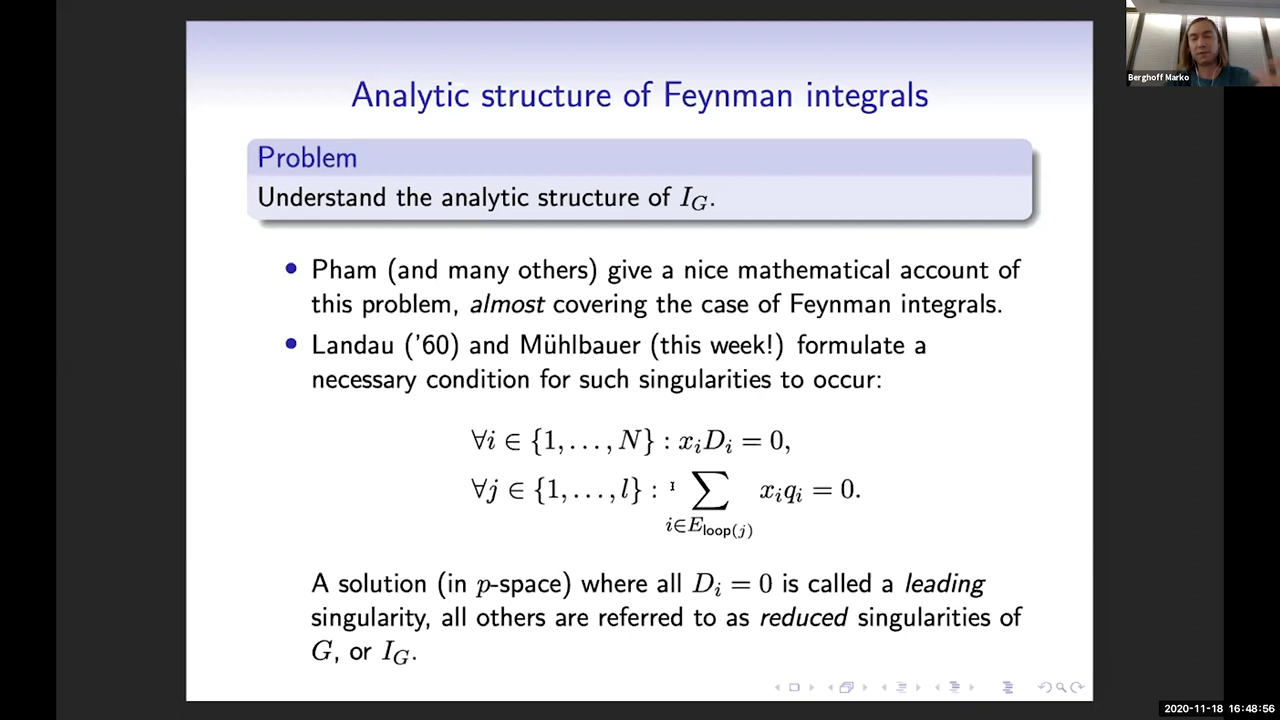 Berghoff Marko
Analytic structure of Feynman integrals
Problem
Understand the analytic structure of I_G.
• Pham (and many others) give a nice mathematical account of
this problem, almost covering the case of Feynman integrals.
• Landau ('60) and Mühlbauer (this week!) formulate a
necessary condition for such singularities to occur:
∀i ∈ {1, . . . , N} : x_i D_i = 0,
∀j ∈ {1, . . . , l} : ∑_{i∈E_{loop(j)}} x_i q_i = 0.
A solution (in p-space) where all D_i = 0 is called a leading
singularity, all others are referred to as reduced singularities of
G, or I_G.
2020-11-18 16:48:56